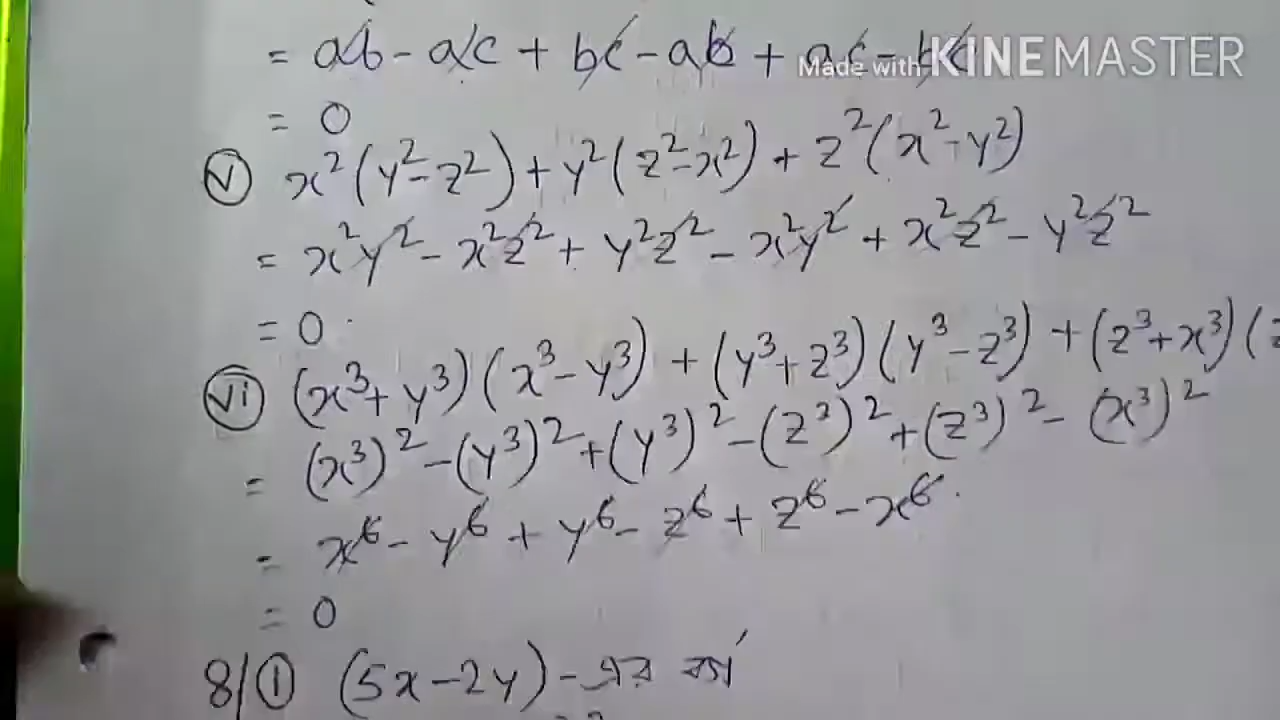 = ab - ac + bc - ab + ac - bc
Made with KINEMASTER
= 0
(v) x²(y²-z²) + y²(z²-x²) + z²(x²-y²)
= x²y² - x²z² + y²z² - x²y² + x²z² - y²z²
= 0
(vi) (x³+y³)(x³-y³) + (y³+z³)(y³-z³) + (z³+x³)(z
= (x³)² - (y³)² + (y³)² - (z³)² + (z³)² - (x³)²
= x⁶ - y⁶ + y⁶ - z⁶ + z⁶ - x⁶
= 0
8/(i) (5x-2y)-এর বর্গ